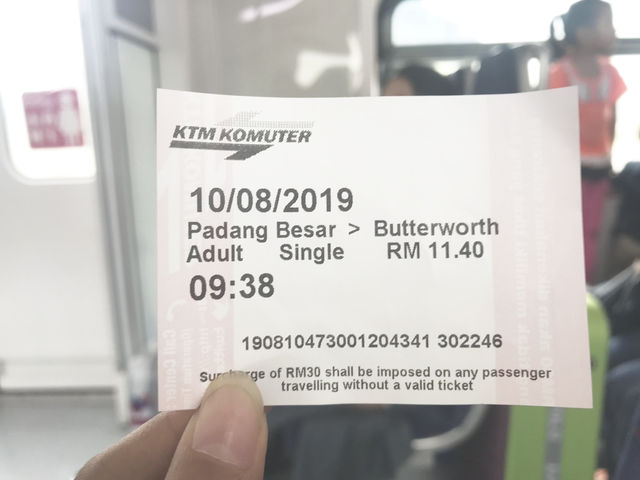 KTM KOMUTER
10/08/2019
Padang Besar > Butterworth
Adult Single RM 11.40
09:38
190810473001204341 302246
Surcharge of RM30 shall be imposed on any passenger
travelling without a valid ticket